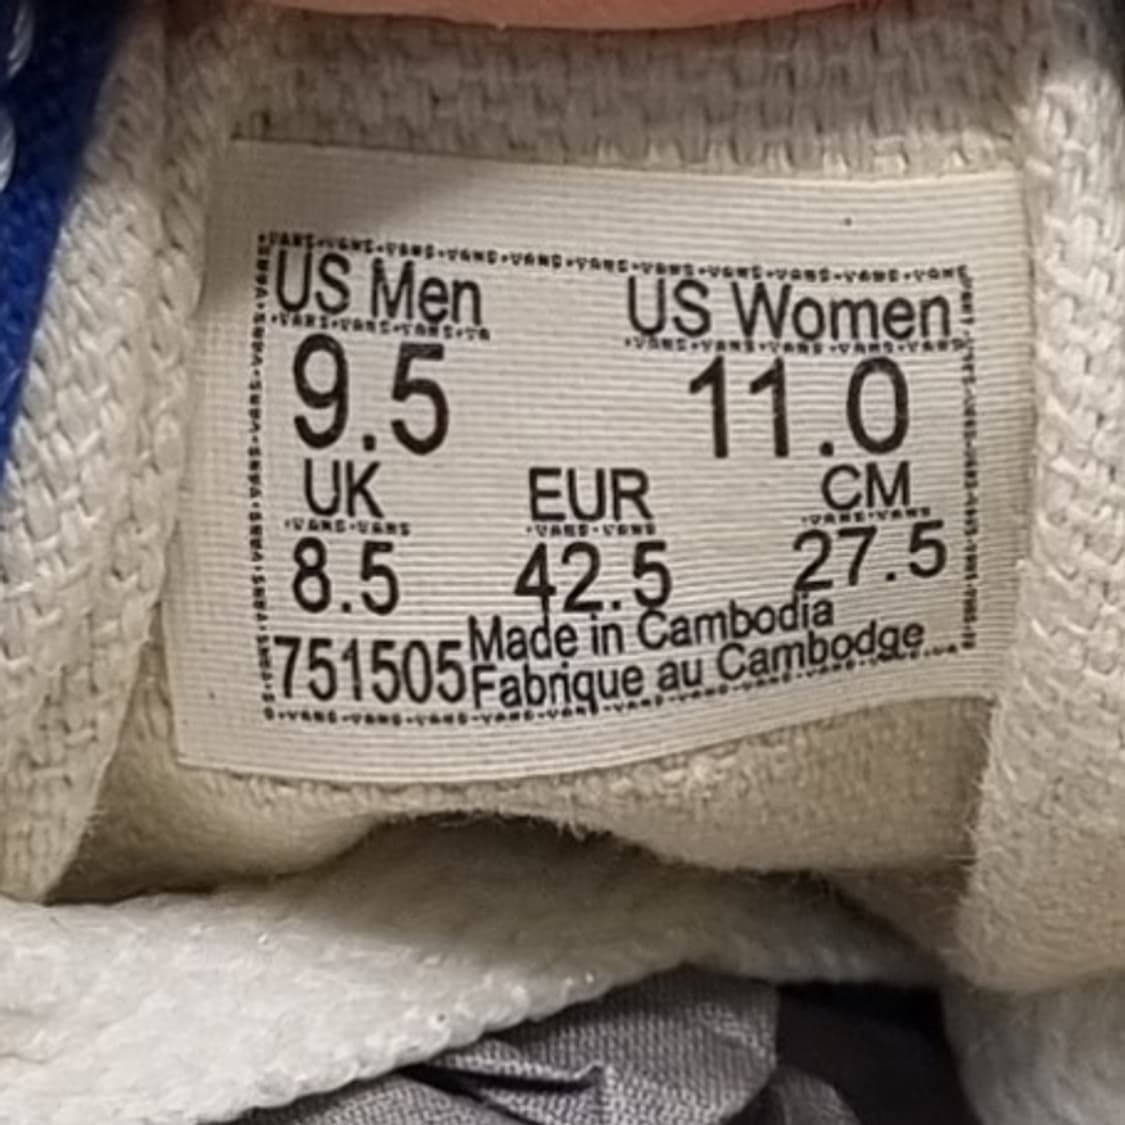 US Men US Women
9.5 11.0
UK EUR CM
8.5 42.5 27.5
751505 Made in Cambodia
Fabriqué au Cambodge